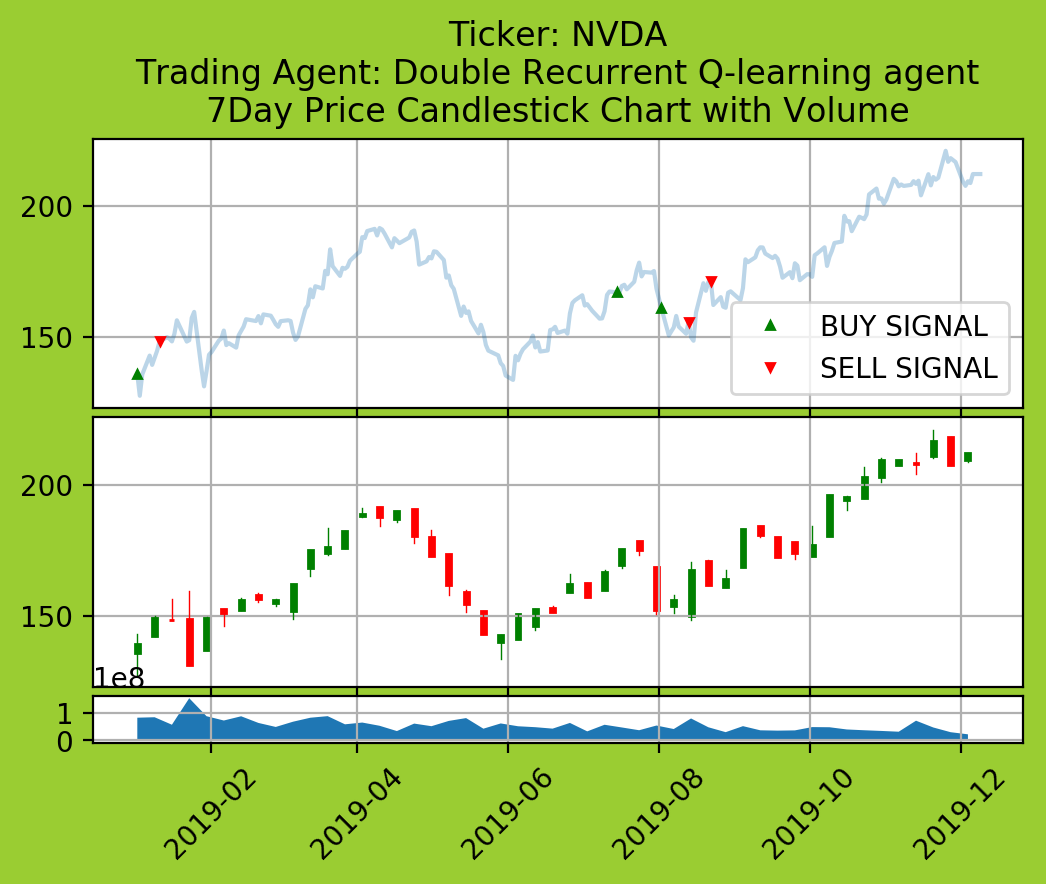 Ticker: NVDA
Trading Agent: Double Recurrent Q-learning agent
7Day Price Candlestick Chart with Volume
200
150
BUY SIGNAL
SELL SIGNAL
200
150
1e8
1
0
2019-02
2019-04
2019-06
2019-08
2019-10
2019-12